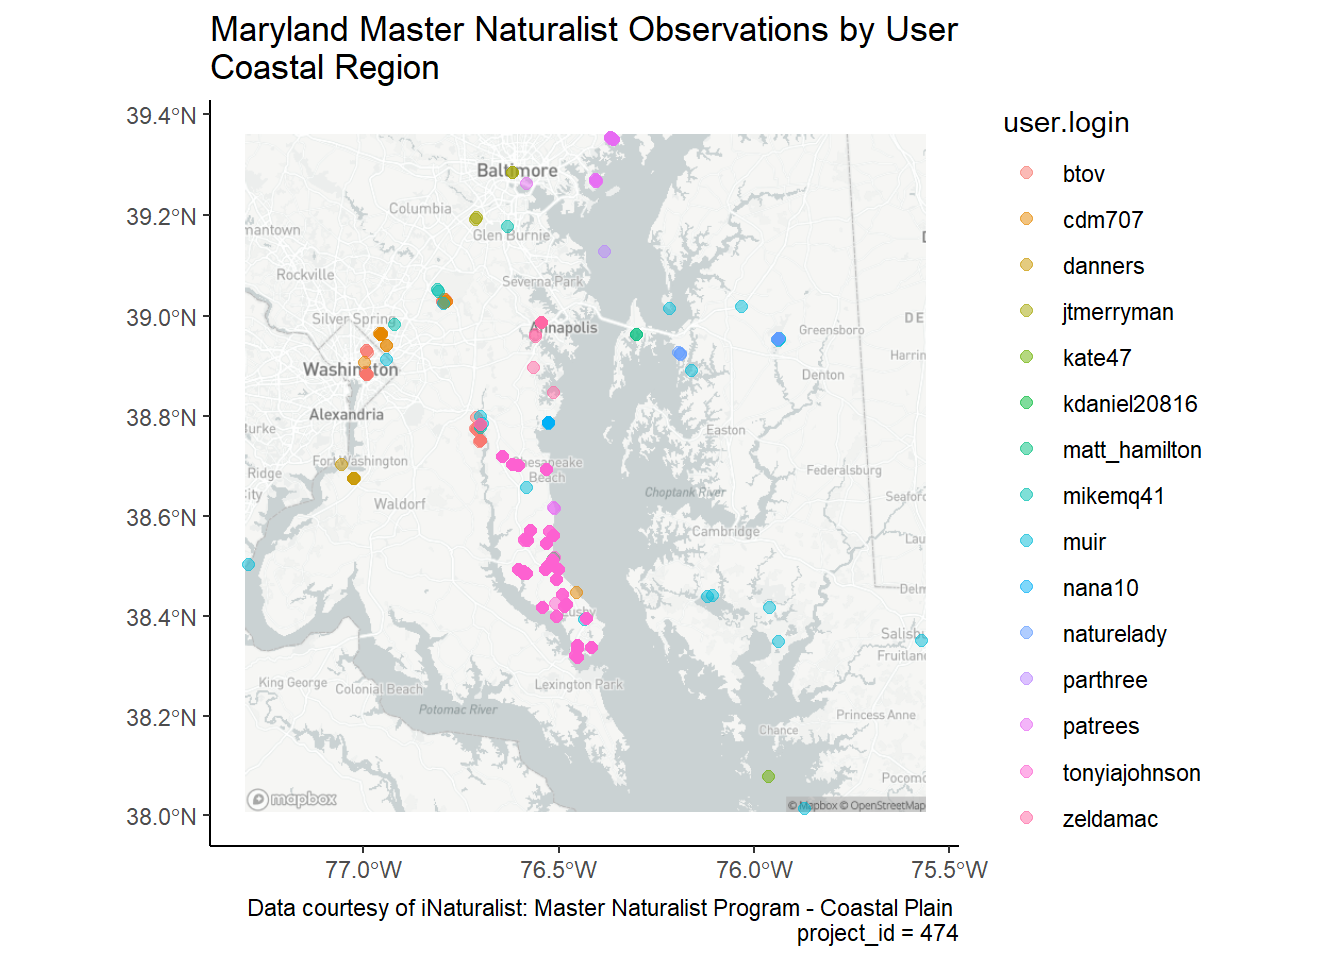 Maryland Master Naturalist Observations by User
Coastal Region
39.4°N
39.2°N
39.0°N
38.8°N
38.6°N
38.4°N
38.2°N
38.0°N
77.0°W
76.5°W
76.0°W
75.5°W
Baltimore
Columbia
mantown
Glen Burnie
Rockville
Severna Park
Silver Spring
Annapolis
Greensboro
DE
Harrin
Washington
Denton
Alexandria
Burke
Easton
Fort Washington
Chesapeake
Beach
Federalsburg
Ridge
City
Choptank River
Seafo
Waldorf
Cambridge
Lau
Delm
Lusby
Salisb
Fruitlan
King George
Colonial Beach
Lexington Park
Potomac River
Princess Anne
Chance
Pocomo
mapbox
© Mapbox © OpenStreetMap
user.login
btov
cdm707
danners
jtmerryman
kate47
kdaniel20816
matt_hamilton
mikemq41
muir
nana10
naturelady
parthree
patrees
tonyiajohnson
zeldamac
Data courtesy of iNaturalist: Master Naturalist Program - Coastal Plain
project_id = 474